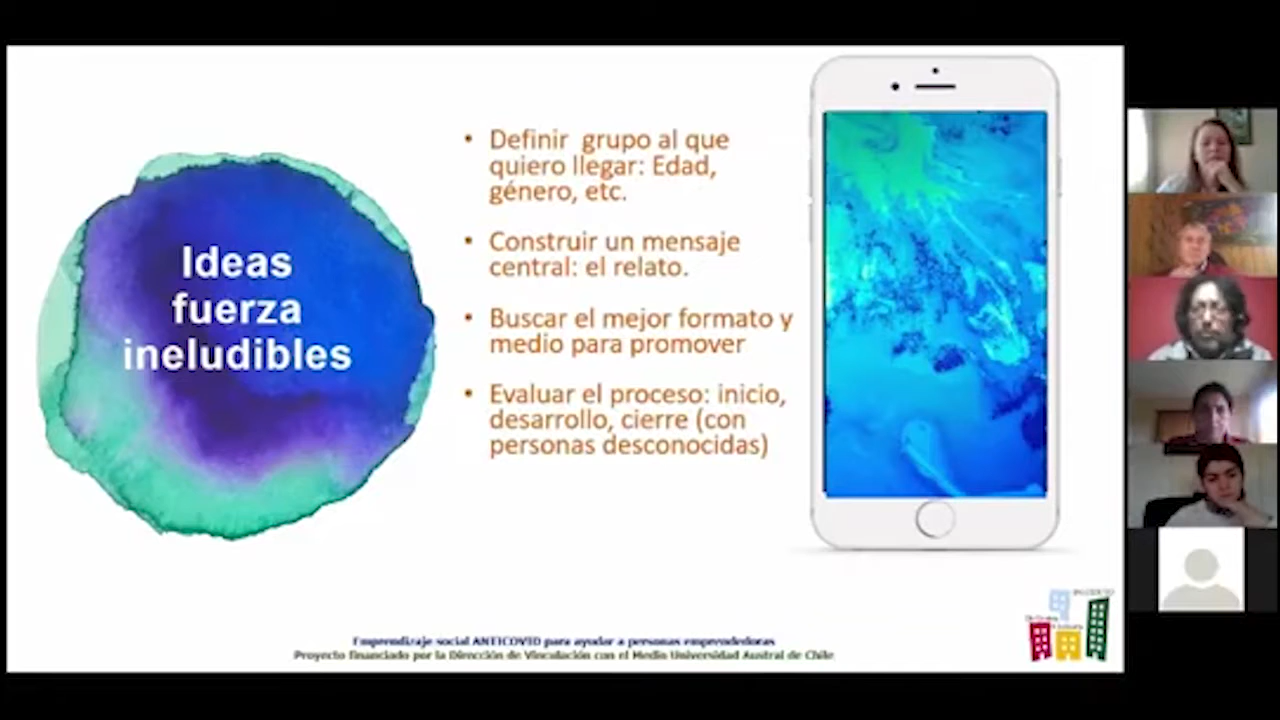 Ideas
fuerza
ineludibles
• Definir grupo al que
quiero llegar: Edad,
género, etc.
• Construir un mensaje
central: el relato.
• Buscar el mejor formato y
medio para promover
• Evaluar el proceso: inicio,
desarrollo, cierre (con
personas desconocidas)
Emprendizaje social ANTICOVID para ayudar a personas emprendedoras
Proyecto financiado por la Dirección de Vinculación con el Medio Universidad Austral de Chile